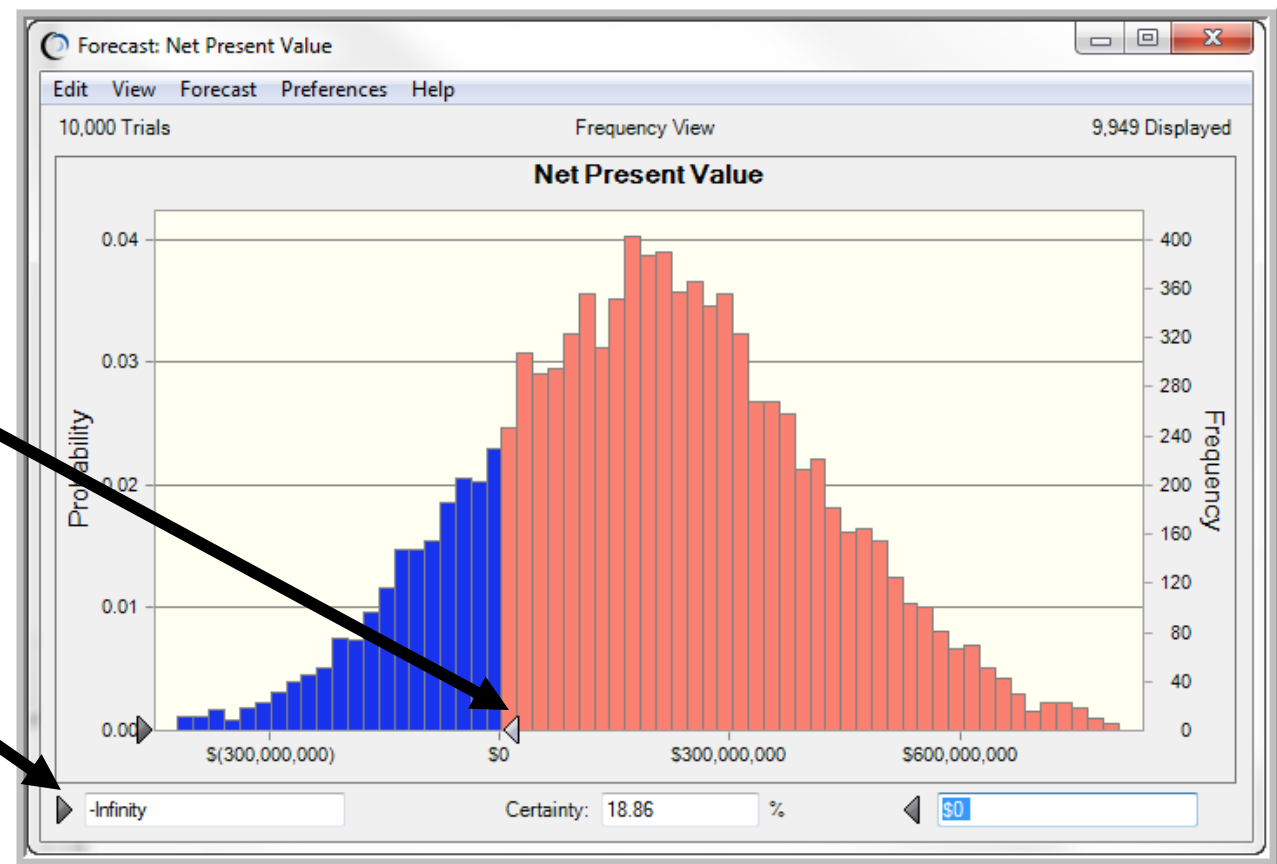 Forecast: Net Present Value
Edit View Forecast Preferences Help
10,000 Trials Frequency View 9,949 Displayed
Net Present Value
0.04
0.03
0.02
0.01
0.00
Probability
400
360
320
280
240
200
160
120
80
40
0
Frequency
$(300,000,000) $0 $300,000,000 $600,000,000
-Infinity Certainty: 18.86 % $0